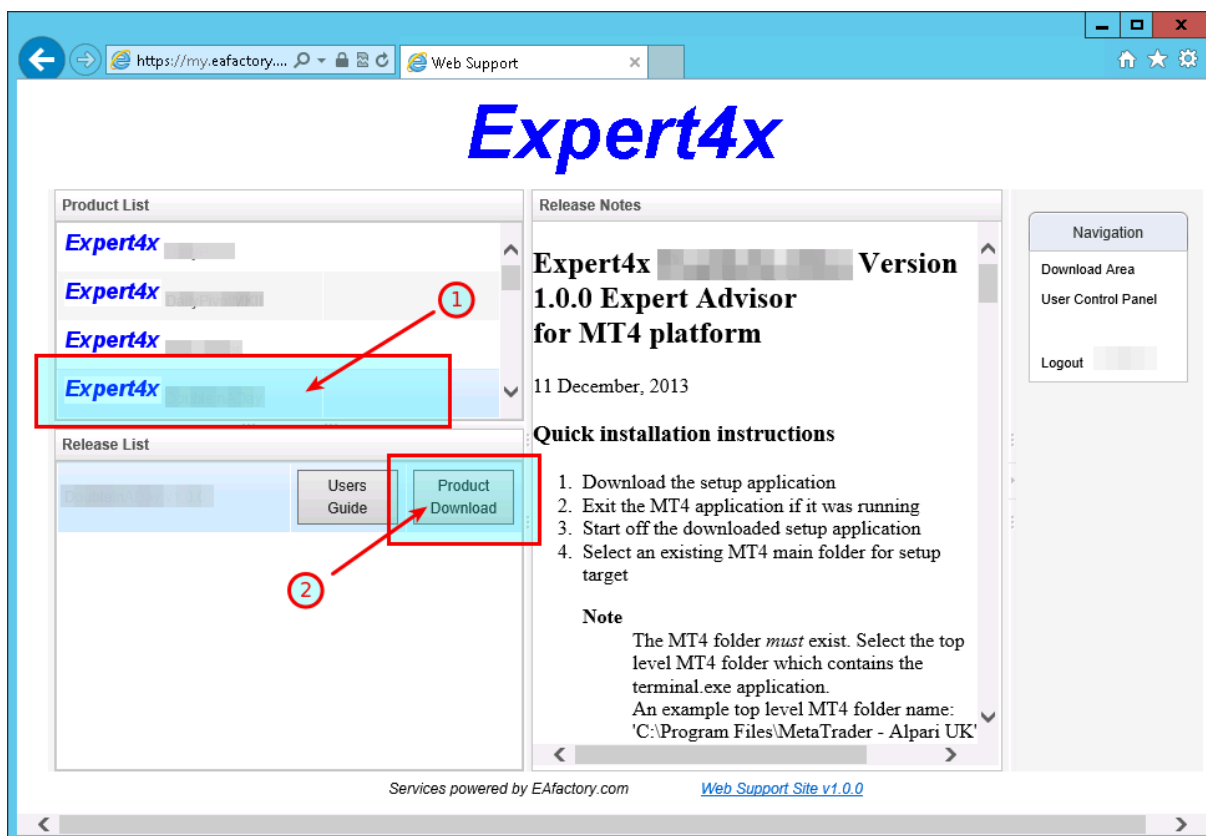 https://my.eafactory....
Web Support
Expert4x
Product List
Expert4x
Expert4x
Expert4x
Expert4x
1
Release List
Users
Guide
Product
Download
2
Release Notes
Expert4x Version
1.0.0 Expert Advisor
for MT4 platform
11 December, 2013
Quick installation instructions
1. Download the setup application
2. Exit the MT4 application if it was running
3. Start off the downloaded setup application
4. Select an existing MT4 main folder for setup
target
Note
The MT4 folder must exist. Select the top
level MT4 folder which contains the
terminal.exe application.
An example top level MT4 folder name:
'C:\Program Files\MetaTrader - Alpari UK'
Navigation
Download Area
User Control Panel
Logout
Services powered by EAfactory.com
Web Support Site v1.0.0